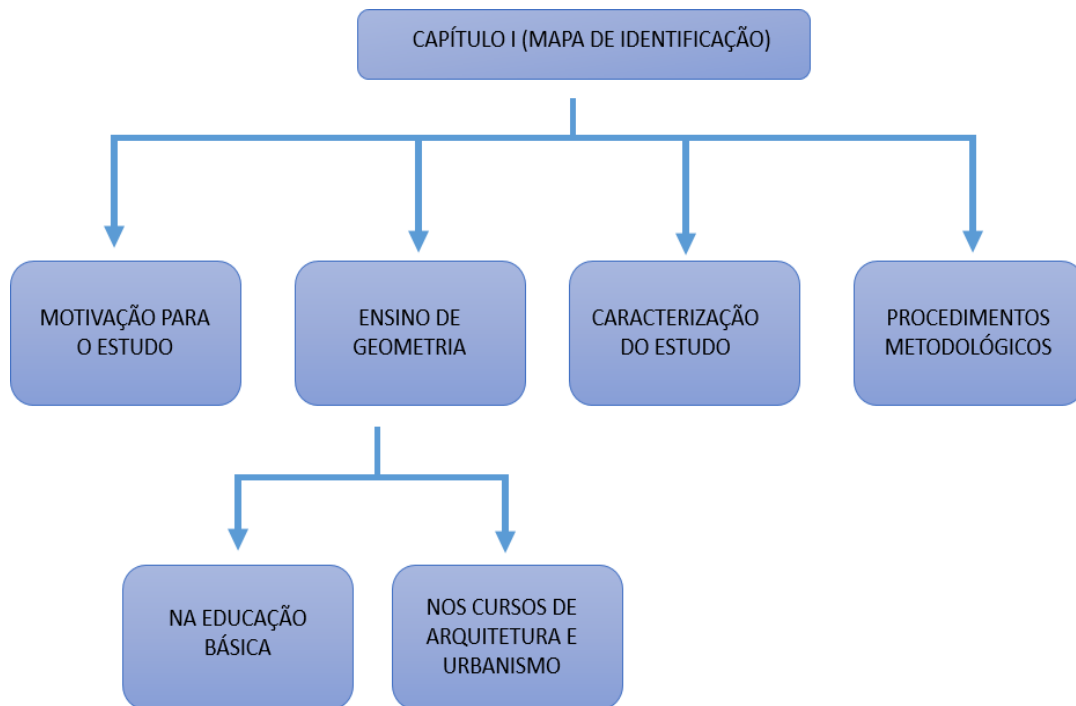 CAPÍTULO I (MAPA DE IDENTIFICAÇÃO)
MOTIVAÇÃO PARA
O ESTUDO
ENSINO DE
GEOMETRIA
CARACTERIZAÇÃO
DO ESTUDO
PROCEDIMENTOS
METODOLÓGICOS
NA EDUCAÇÃO
BÁSICA
NOS CURSOS DE
ARQUITETURA E
URBANISMO